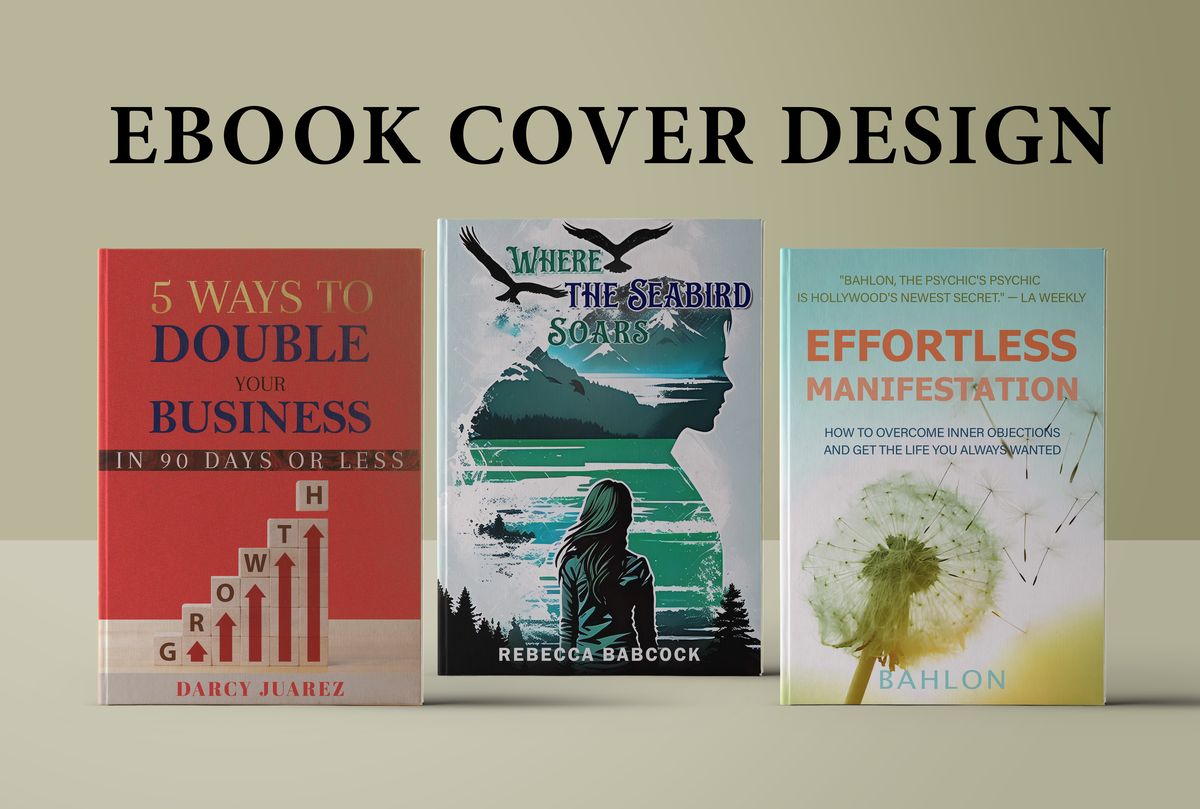 EBOOK COVER DESIGN
5 WAYS TO
DOUBLE
YOUR
BUSINESS
IN 90 DAYS OR LESS
H
T
W
O
R
G
DARCY JUAREZ
WHERE
THE SEABIRD
SOARS
REBECCA BABCOCK
"BAHLON, THE PSYCHIC'S PSYCHIC
IS HOLLYWOOD'S NEWEST SECRET." — LA WEEKLY
EFFORTLESS
MANIFESTATION
HOW TO OVERCOME INNER OBJECTIONS
AND GET THE LIFE YOU ALWAYS WANTED
BAHLON